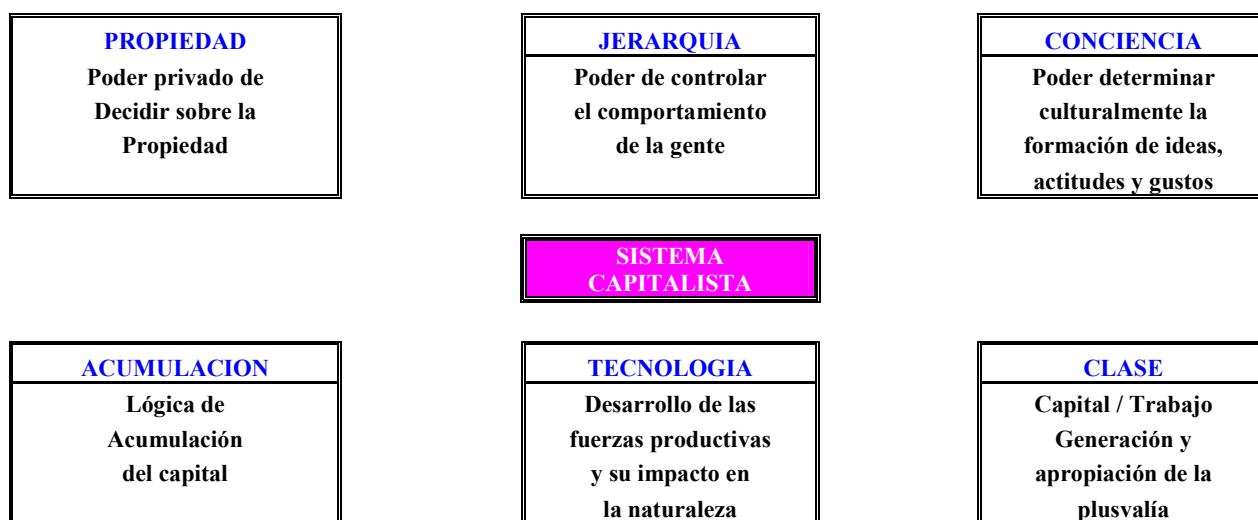 PROPIEDAD
Poder privado de
Decidir sobre la
Propiedad
JERARQUIA
Poder de controlar
el comportamiento
de la gente
CONCIENCIA
Poder determinar
culturalmente la
formación de ideas,
actitudes y gustos
SISTEMA
CAPITALISTA
ACUMULACION
Lógica de
Acumulación
del capital
TECNOLOGIA
Desarrollo de las
fuerzas productivas
y su impacto en
la naturaleza
CLASE
Capital / Trabajo
Generación y
apropiación de la
plusvalía